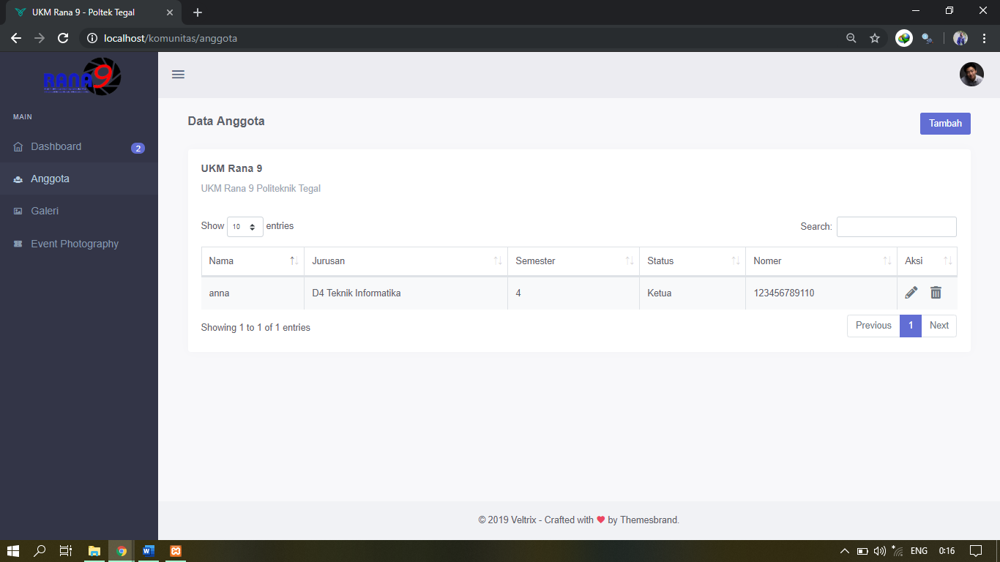 UKM Rana 9 - Poltek Tegal
localhost/komunitas/anggota
RANA 9
MAIN
Dashboard 2
Anggota
Galeri
Event Photography
Data Anggota
Tambah
UKM Rana 9
UKM Rana 9 Politeknik Tegal
Show 10 entries
Search:
Nama Jurusan Semester Status Nomer Aksi
anna D4 Teknik Informatika 4 Ketua 123456789110
Showing 1 to 1 of 1 entries
Previous 1 Next
© 2019 Veltrix - Crafted with by Themesbrand.
ENG 0:16